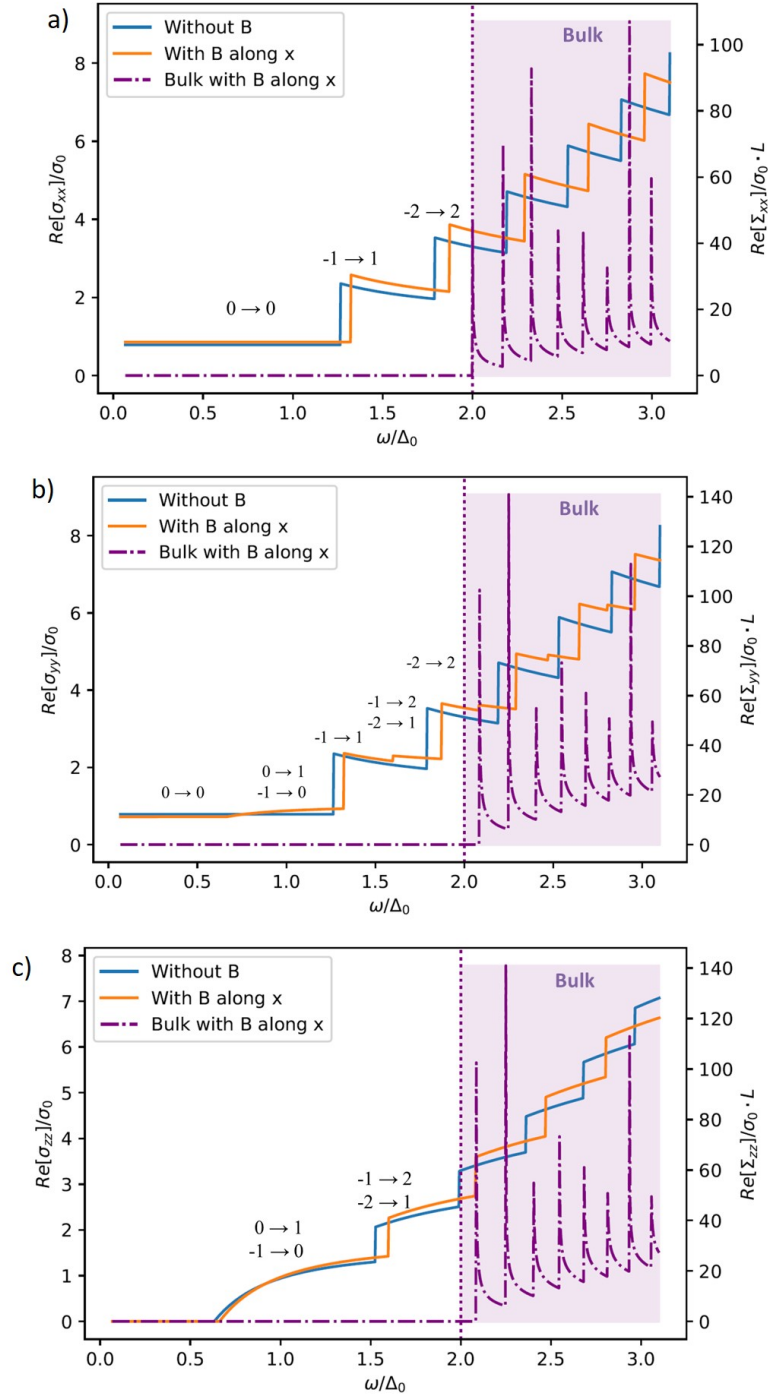 a)
Without B
With B along x
Bulk with B along x
Bulk
0 → 0
-1 → 1
-2 → 2
8
6
4
2
0
Re[σxx]/σ0
100
80
60
40
20
0
Re[Σxx]/σ0 · L
0.0 0.5 1.0 1.5 2.0 2.5 3.0
ω/Δ0
b)
Without B
With B along x
Bulk with B along x
Bulk
-2 → 2
-1 → 2
-2 → 1
-1 → 1
0 → 1
0 → 0
-1 → 0
8
6
4
2
0
Re[σyy]/σ0
140
120
100
80
60
40
20
0
Re[Σyy]/σ0 · L
0.0 0.5 1.0 1.5 2.0 2.5 3.0
ω/Δ0
c)
Without B
With B along x
Bulk with B along x
Bulk
-1 → 2
-2 → 1
0 → 1
-1 → 0
8
7
6
5
4
3
2
1
0
Re[σzz]/σ0
140
120
100
80
60
40
20
0
Re[Σzz]/σ0 · L
0.0 0.5 1.0 1.5 2.0 2.5 3.0
ω/Δ0